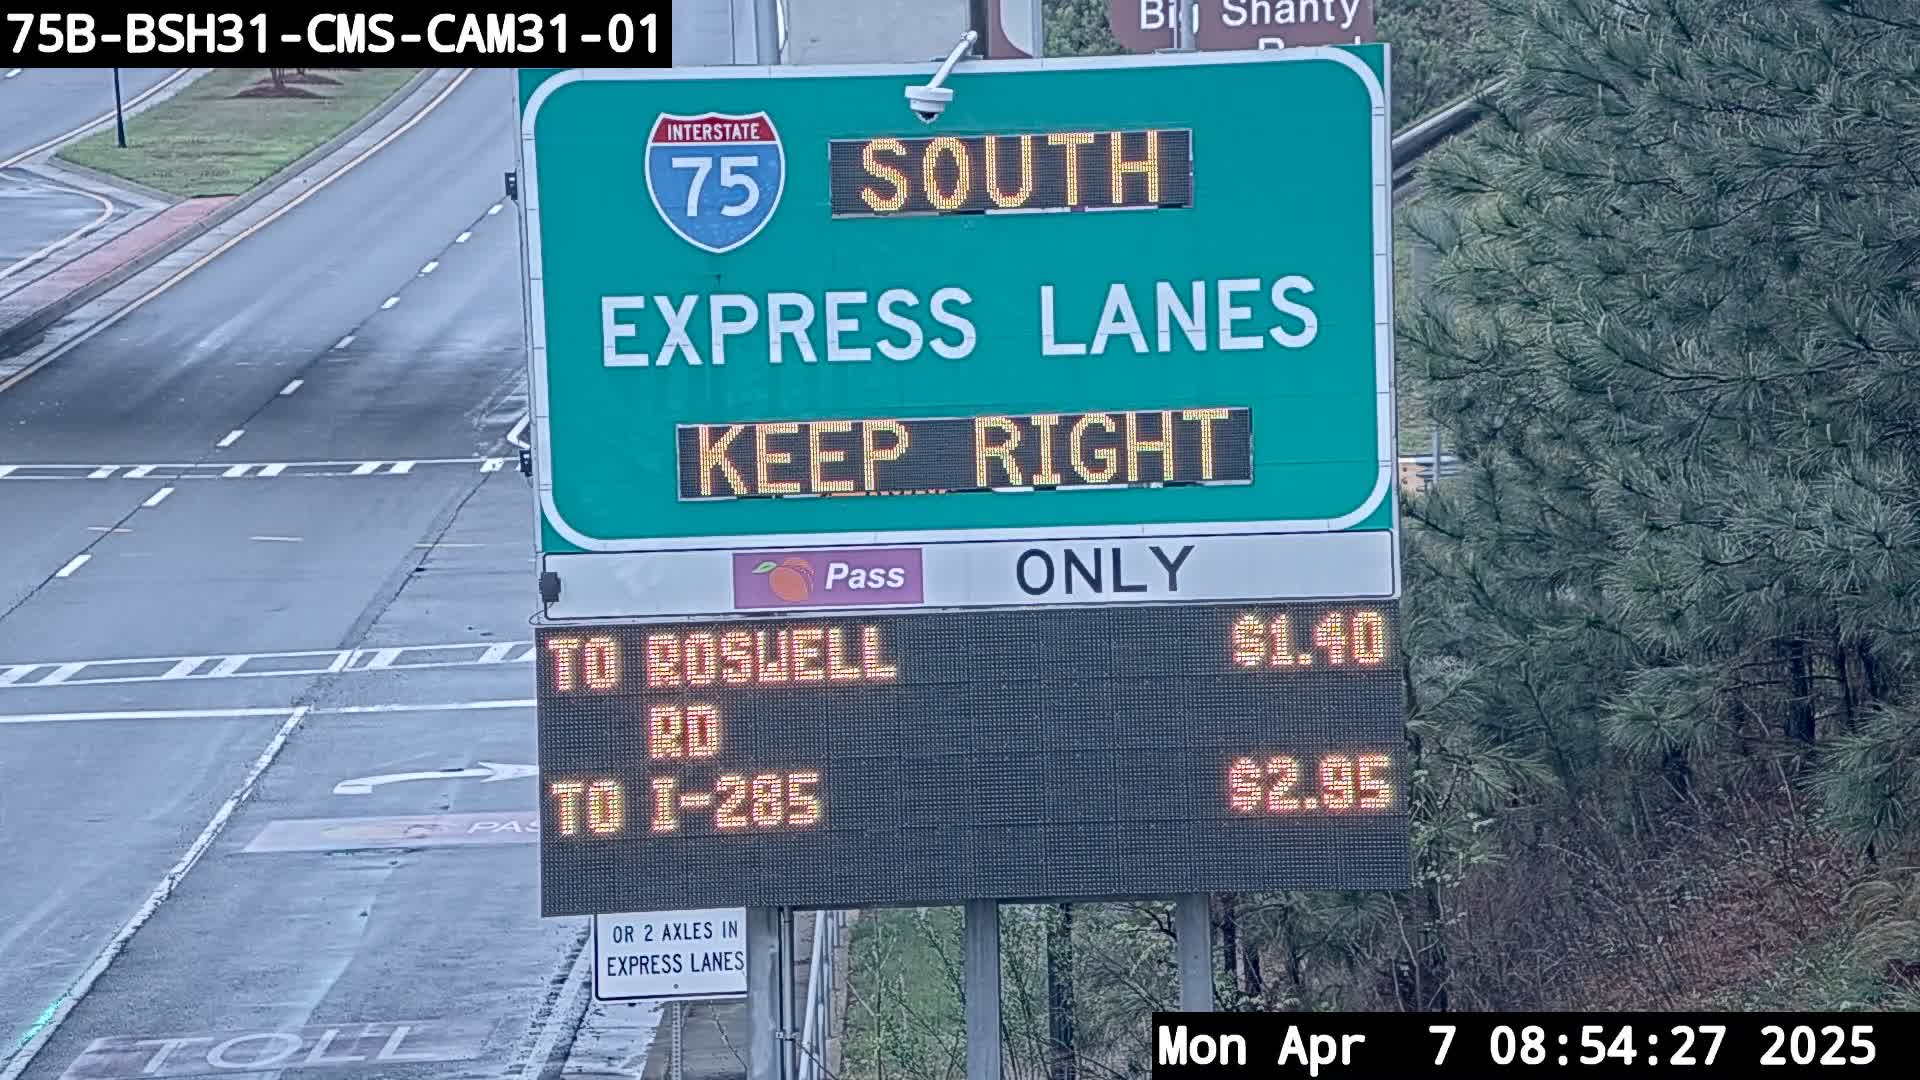 75B-BSH31-CMS-CAM31-01
Big Shanty
INTERSTATE
75
SOUTH
EXPRESS LANES
KEEP RIGHT
Pass
ONLY
TO ROSWELL $1.40
RD
TO I-285 $2.95
OR 2 AXLES IN
EXPRESS LANES
TOLL
Mon Apr 7 08:54:27 2025